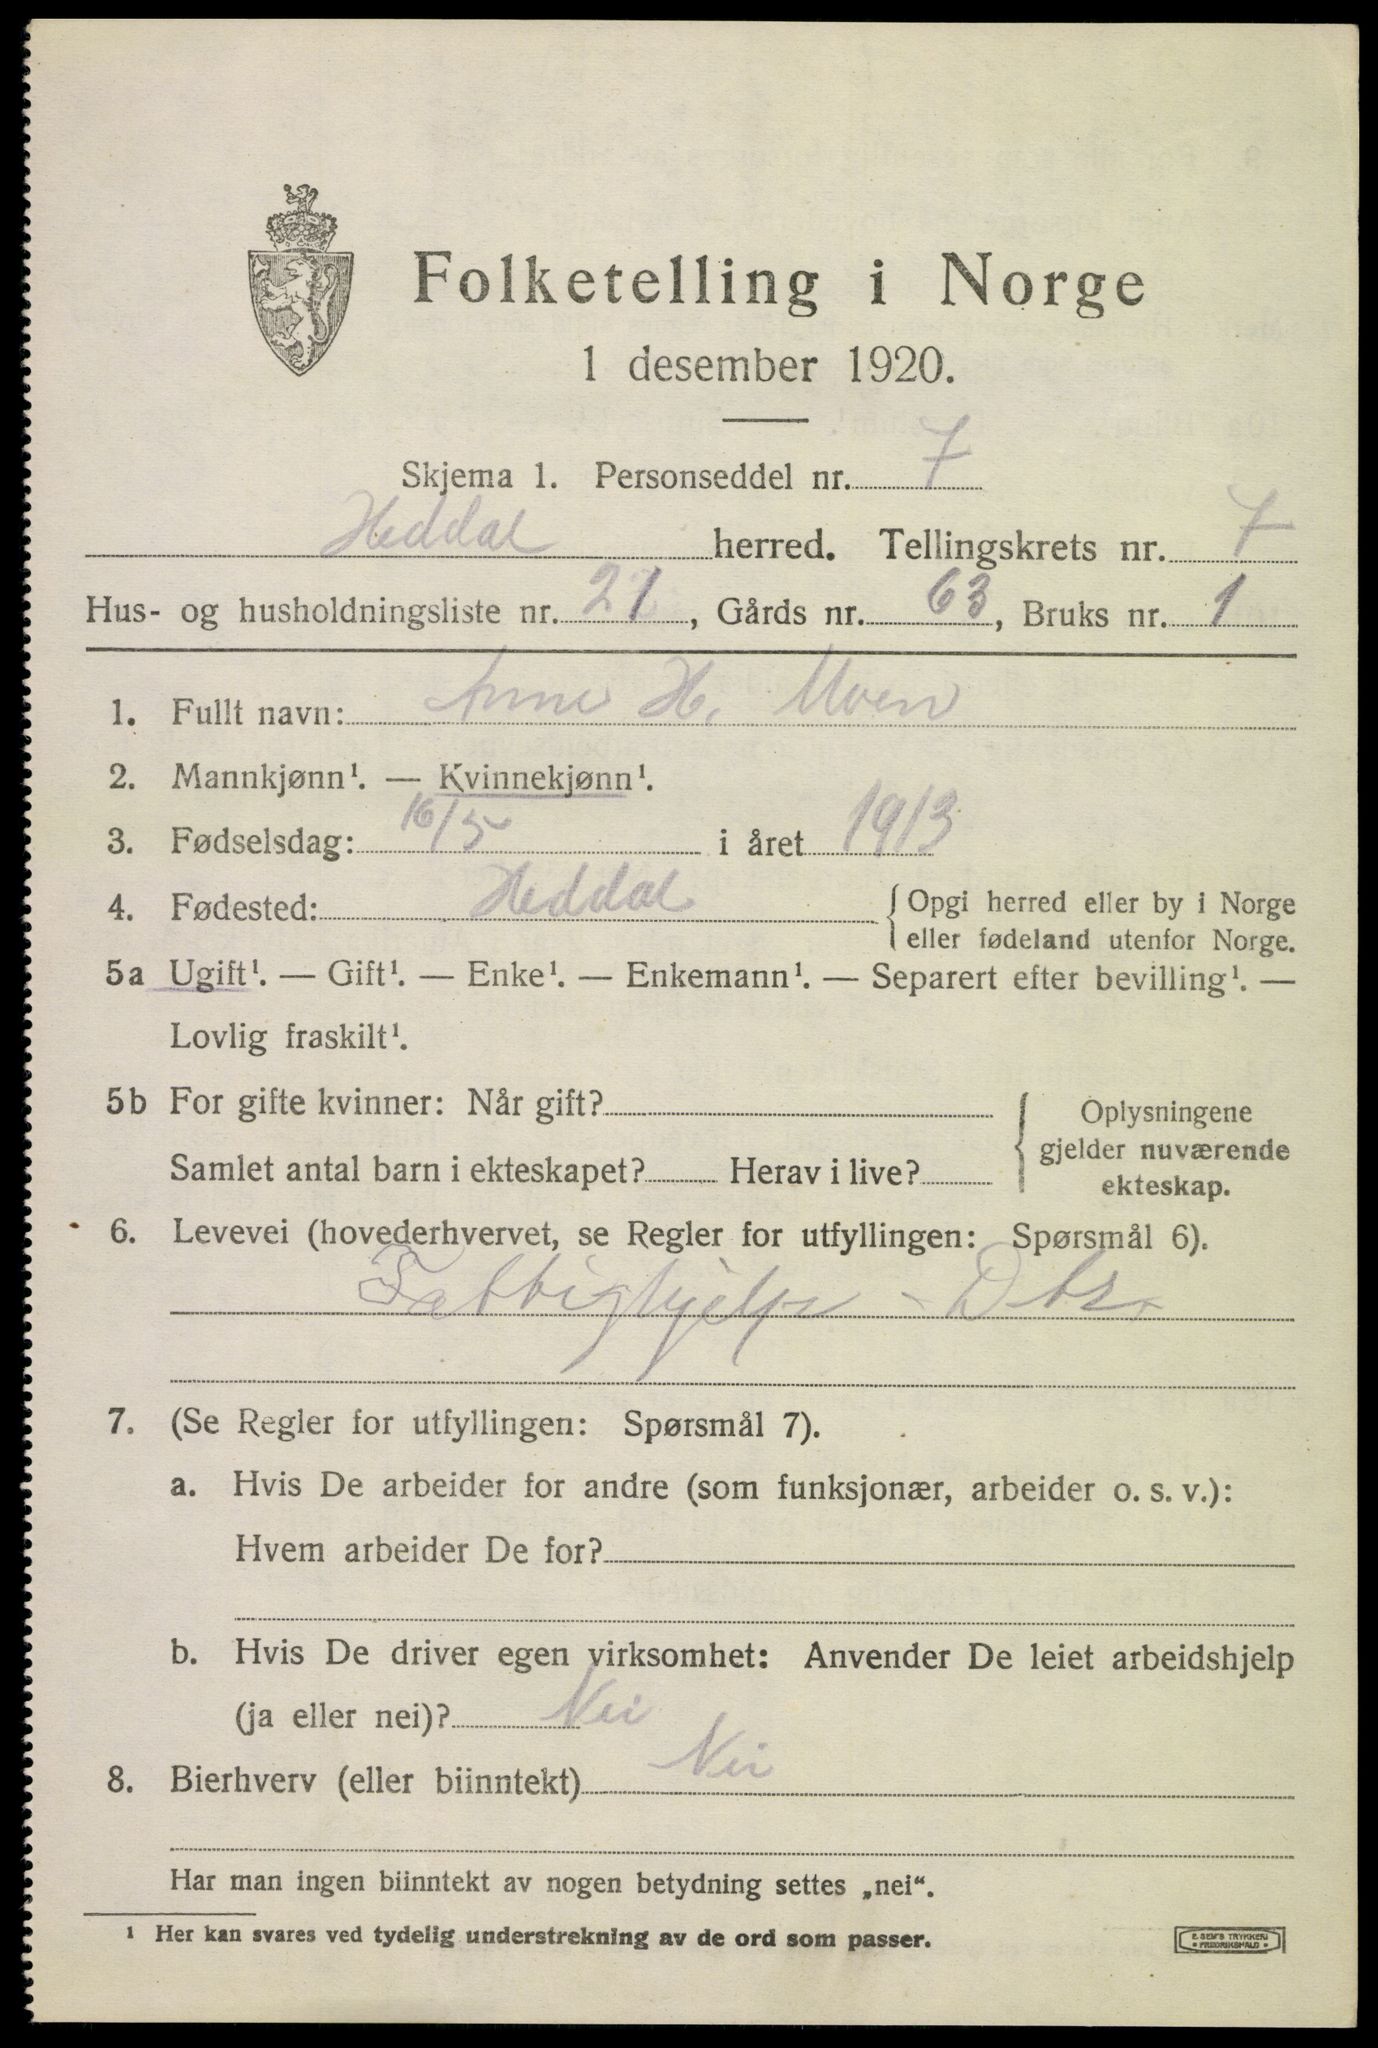 Folketelling i Norge
1 desember 1920.
Skjema 1. Personseddel nr. 7
Heddal herred. Tellingskrets nr. 7
Hus- og husholdningsliste nr. 21, Gårds nr. 63, Bruks nr. 1
1. Fullt navn: Anne H. Moen
2. Mannkjønn¹. — Kvinnekjønn¹.
3. Fødselsdag: 16/5 i året 1913
4. Fødested: Heddal { Opgi herred eller by i Norge
eller fødeland utenfor Norge.
5a Ugift¹. — Gift¹. — Enke¹. — Enkemann¹. — Separert efter bevilling¹. —
Lovlig fraskilt¹.
5b For gifte kvinner: Når gift?
Samlet antal barn i ekteskapet? Herav i live?
{ Oplysningene
gjelder nuværende
ekteskap.
6. Levevei (hovederhvervet, se Regler for utfyllingen: Spørsmål 6).
Fattighjelp - Dtr.
7. (Se Regler for utfyllingen: Spørsmål 7).
a. Hvis De arbeider for andre (som funksjonær, arbeider o. s. v.):
Hvem arbeider De for?
b. Hvis De driver egen virksomhet: Anvender De leiet arbeidshjelp
(ja eller nei)? Nei
8. Bierhverv (eller biinntekt) Nei
Har man ingen biinntekt av nogen betydning settes „nei“.
¹ Her kan svares ved tydelig understrekning av de ord som passer.
E. SEM'S TRYKKERI
• FREDRIKSHALD •